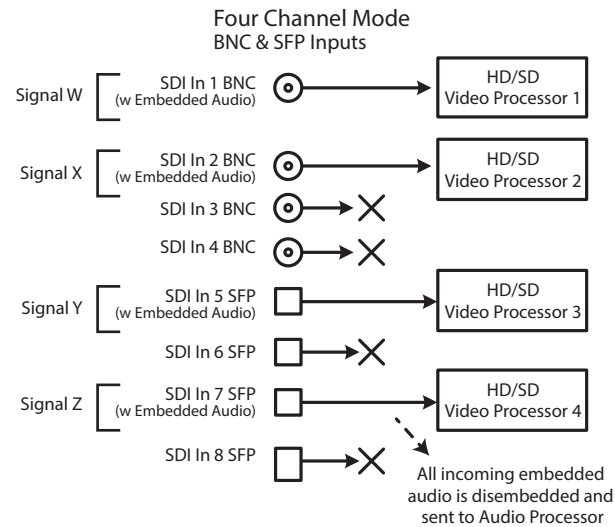 Four Channel Mode
BNC & SFP Inputs
Signal W
SDI In 1 BNC
(w Embedded Audio)
HD/SD
Video Processor 1
Signal X
SDI In 2 BNC
(w Embedded Audio)
HD/SD
Video Processor 2
SDI In 3 BNC
SDI In 4 BNC
Signal Y
SDI In 5 SFP
(w Embedded Audio)
HD/SD
Video Processor 3
SDI In 6 SFP
Signal Z
SDI In 7 SFP
(w Embedded Audio)
HD/SD
Video Processor 4
SDI In 8 SFP
All incoming embedded
audio is disembedded and
sent to Audio Processor